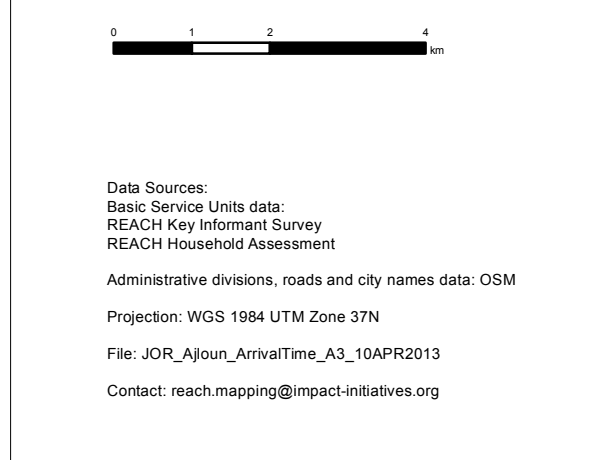 0 1 2 4
km
Data Sources:
Basic Service Units data:
REACH Key Informant Survey
REACH Household Assessment
Administrative divisions, roads and city names data: OSM
Projection: WGS 1984 UTM Zone 37N
File: JOR_Ajloun_ArrivalTime_A3_10APR2013
Contact: reach.mapping@impact-initiatives.org